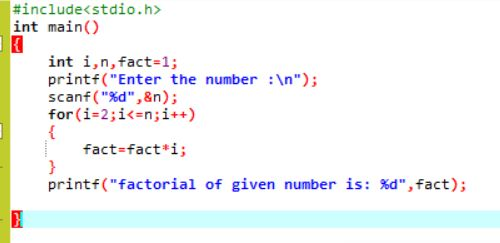 #include<stdio.h>
int main()
{
int i,n,fact=1;
printf("Enter the number :\n");
scanf("%d",&n);
for(i=2;i<=n;i++)
{
fact=fact*i;
}
printf("factorial of given number is: %d",fact);
}